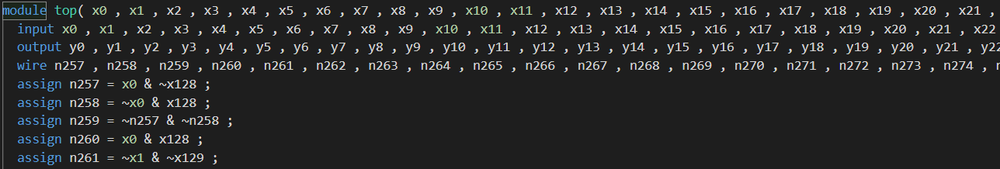 module top( x0 , x1 , x2 , x3 , x4 , x5 , x6 , x7 , x8 , x9 , x10 , x11 , x12 , x13 , x14 , x15 , x16 , x17 , x18 , x19 , x20 , x21 ,
input x0 , x1 , x2 , x3 , x4 , x5 , x6 , x7 , x8 , x9 , x10 , x11 , x12 , x13 , x14 , x15 , x16 , x17 , x18 , x19 , x20 , x21 , x22
output y0 , y1 , y2 , y3 , y4 , y5 , y6 , y7 , y8 , y9 , y10 , y11 , y12 , y13 , y14 , y15 , y16 , y17 , y18 , y19 , y20 , y21 , y22
wire n257 , n258 , n259 , n260 , n261 , n262 , n263 , n264 , n265 , n266 , n267 , n268 , n269 , n270 , n271 , n272 , n273 , n274 ,
assign n257 = x0 & ~x128 ;
assign n258 = ~x0 & x128 ;
assign n259 = ~n257 & ~n258 ;
assign n260 = x0 & x128 ;
assign n261 = ~x1 & ~x129 ;